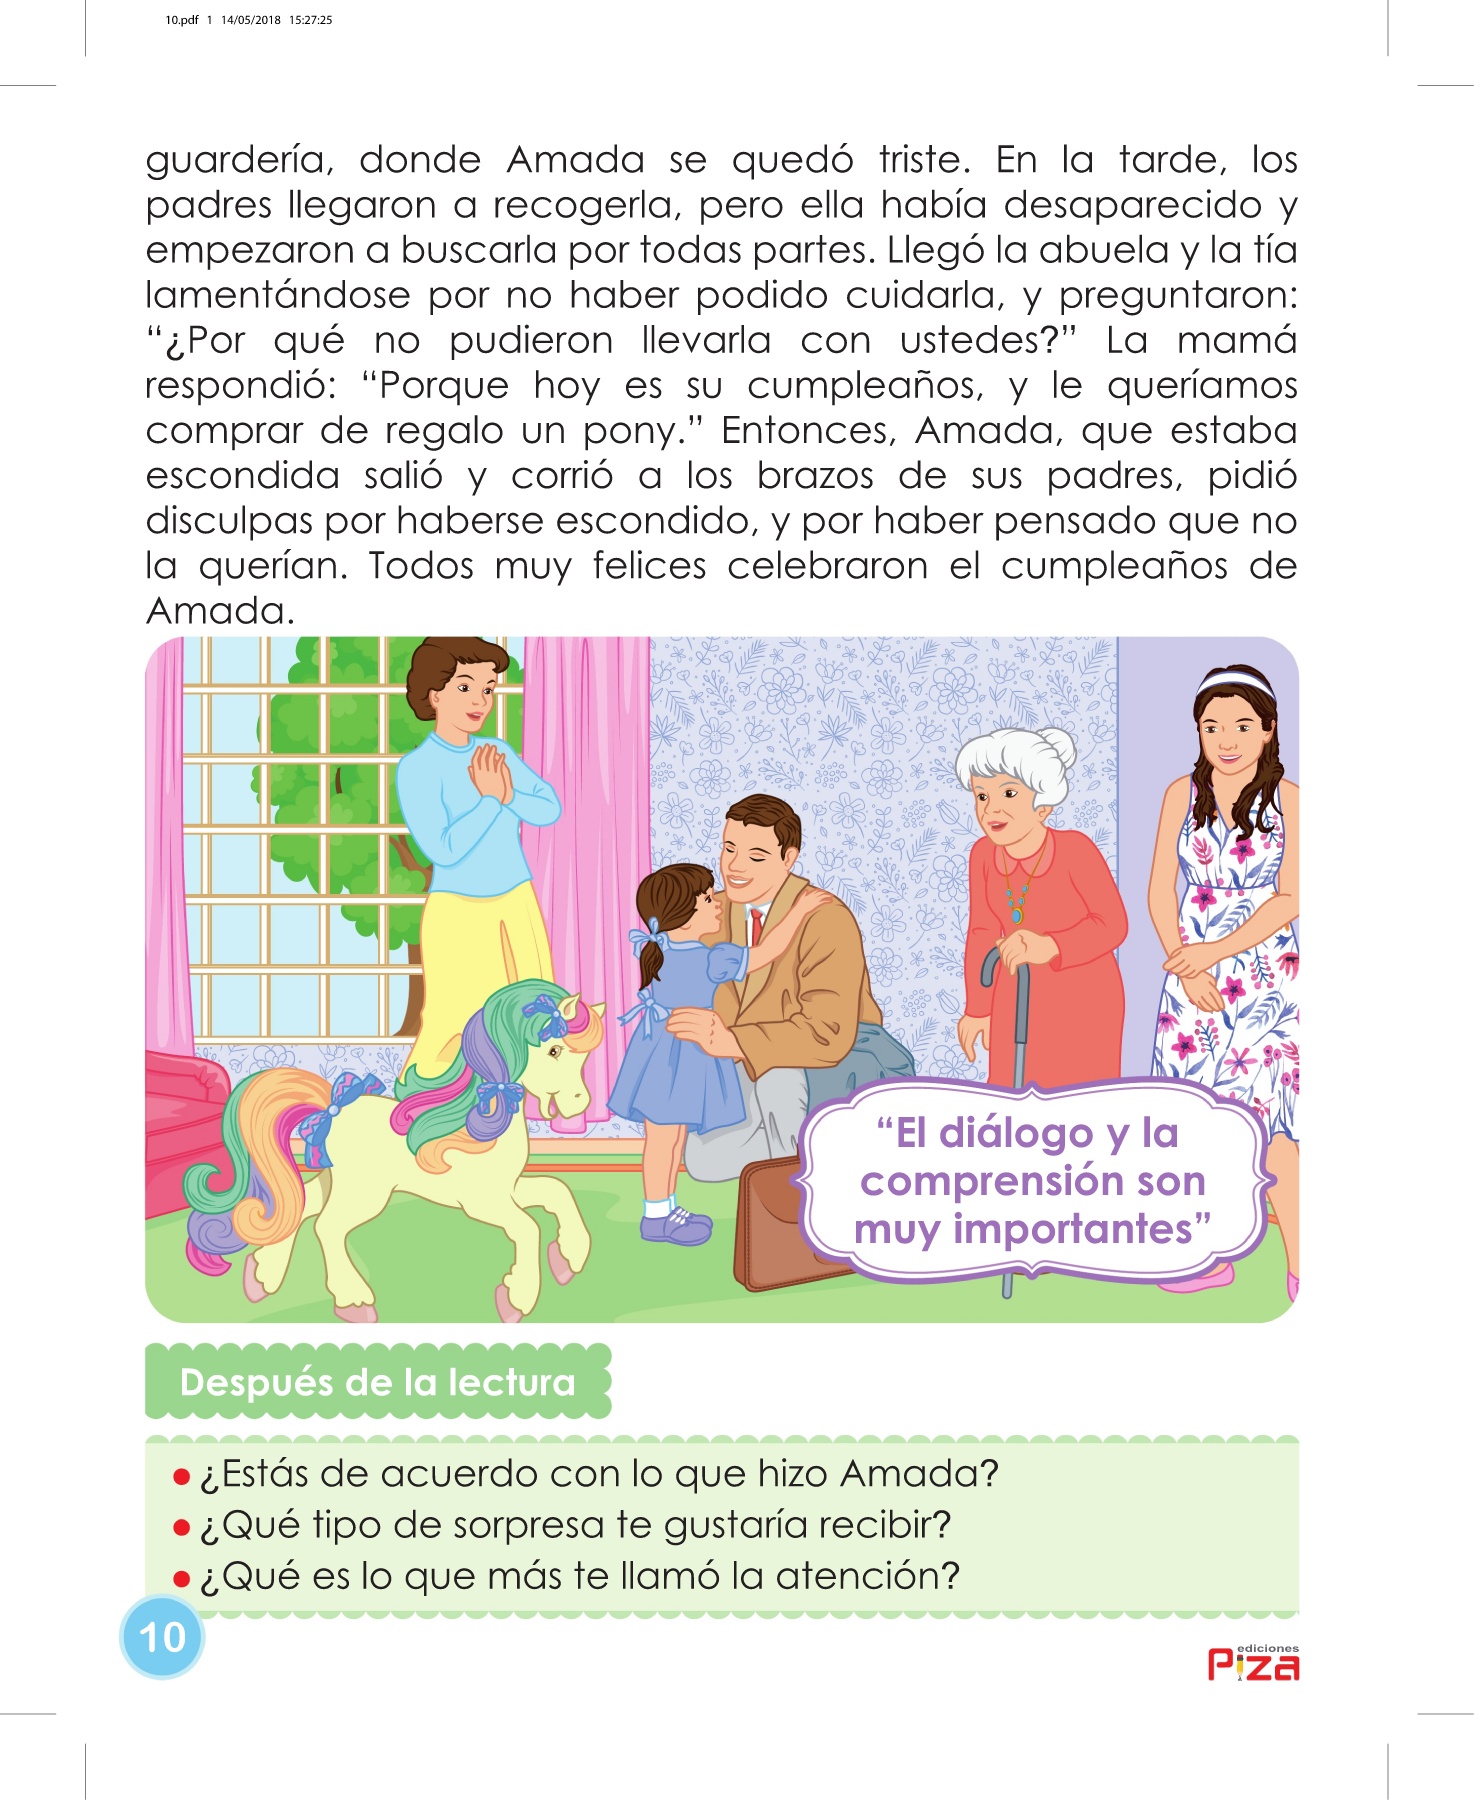 10.pdf 1 14/05/2018 15:27:25
guardería, donde Amada se quedó triste. En la tarde, los
padres llegaron a recogerla, pero ella había desaparecido y
empezaron a buscarla por todas partes. Llegó la abuela y la tía
lamentándose por no haber podido cuidarla, y preguntaron:
“¿Por qué no pudieron llevarla con ustedes?” La mamá
respondió: “Porque hoy es su cumpleaños, y le queríamos
comprar de regalo un pony.” Entonces, Amada, que estaba
escondida salió y corrió a los brazos de sus padres, pidió
disculpas por haberse escondido, y por haber pensado que no
la querían. Todos muy felices celebraron el cumpleaños de
Amada.
“El diálogo y la
comprensión son
muy importantes”
Después de la lectura
● ¿Estás de acuerdo con lo que hizo Amada?
● ¿Qué tipo de sorpresa te gustaría recibir?
● ¿Qué es lo que más te llamó la atención?
10
ediciones
Piza